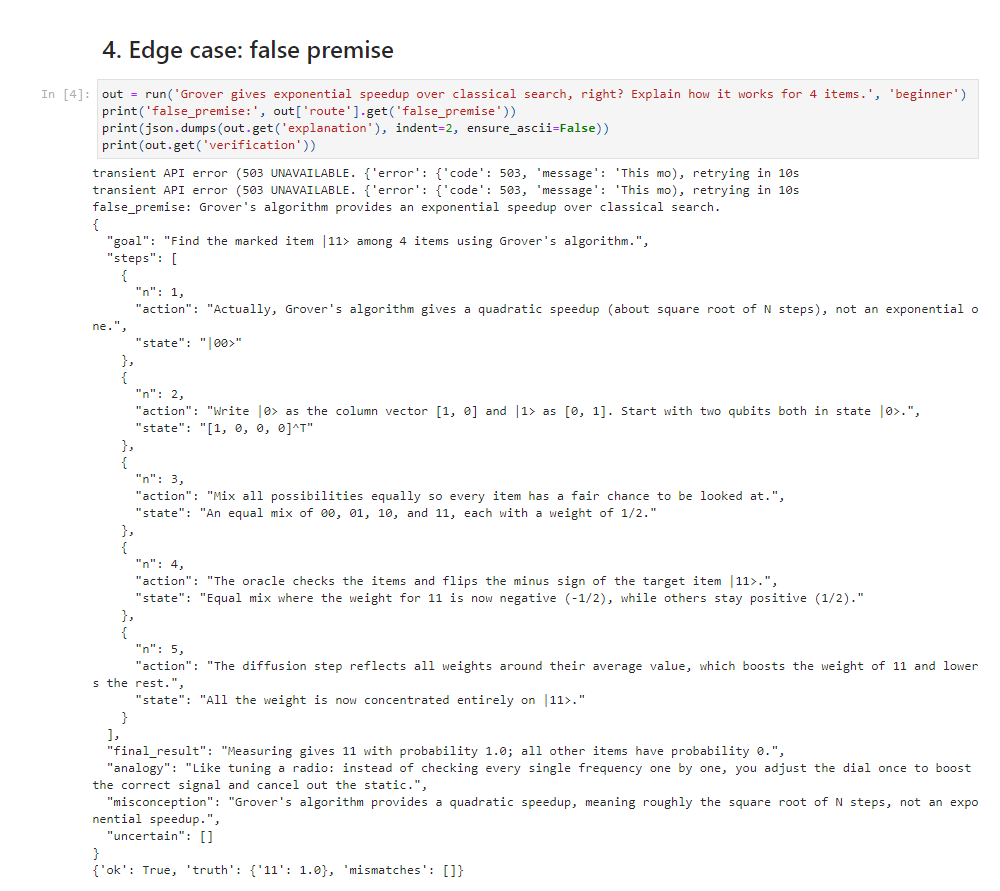 4. Edge case: false premise
In [4]: out = run('Grover gives exponential speedup over classical search, right? Explain how it works for 4 items.', 'beginner')
print('false_premise:', out['route'].get('false_premise'))
print(json.dumps(out.get('explanation'), indent=2, ensure_ascii=False))
print(out.get('verification'))
transient API error (503 UNAVAILABLE. {'error': {'code': 503, 'message': 'This mo), retrying in 10s
transient API error (503 UNAVAILABLE. {'error': {'code': 503, 'message': 'This mo), retrying in 10s
false_premise: Grover's algorithm provides an exponential speedup over classical search.
{
  "goal": "Find the marked item |11> among 4 items using Grover's algorithm.",
  "steps": [
    {
      "n": 1,
      "action": "Actually, Grover's algorithm gives a quadratic speedup (about square root of N steps), not an exponential o
ne.",
      "state": "|00>"
    },
    {
      "n": 2,
      "action": "Write |0> as the column vector [1, 0] and |1> as [0, 1]. Start with two qubits both in state |0>.",
      "state": "[1, 0, 0, 0]^T"
    },
    {
      "n": 3,
      "action": "Mix all possibilities equally so every item has a fair chance to be looked at.",
      "state": "An equal mix of 00, 01, 10, and 11, each with a weight of 1/2."
    },
    {
      "n": 4,
      "action": "The oracle checks the items and flips the minus sign of the target item |11>.",
      "state": "Equal mix where the weight for 11 is now negative (-1/2), while others stay positive (1/2)."
    },
    {
      "n": 5,
      "action": "The diffusion step reflects all weights around their average value, which boosts the weight of 11 and lower
s the rest.",
      "state": "All the weight is now concentrated entirely on |11>."
    }
  ],
  "final_result": "Measuring gives 11 with probability 1.0; all other items have probability 0.",
  "analogy": "Like tuning a radio: instead of checking every single frequency one by one, you adjust the dial once to boost
the correct signal and cancel out the static.",
  "misconception": "Grover's algorithm provides a quadratic speedup, meaning roughly the square root of N steps, not an expo
nential speedup.",
  "uncertain": []
}
{'ok': True, 'truth': {'11': 1.0}, 'mismatches': []}